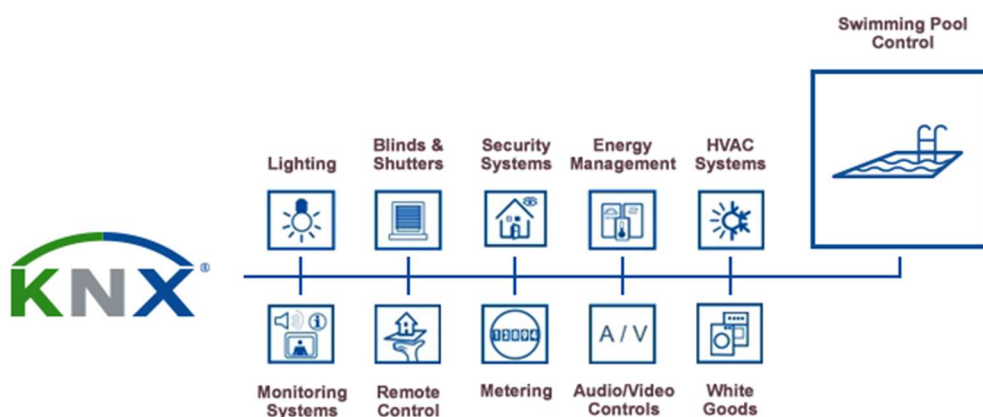 Swimming Pool
Control
Lighting
Blinds &
Shutters
Security
Systems
Energy
Management
HVAC
Systems
KNX®
12094
A / V
Monitoring
Systems
Remote
Control
Metering
Audio/Video
Controls
White
Goods